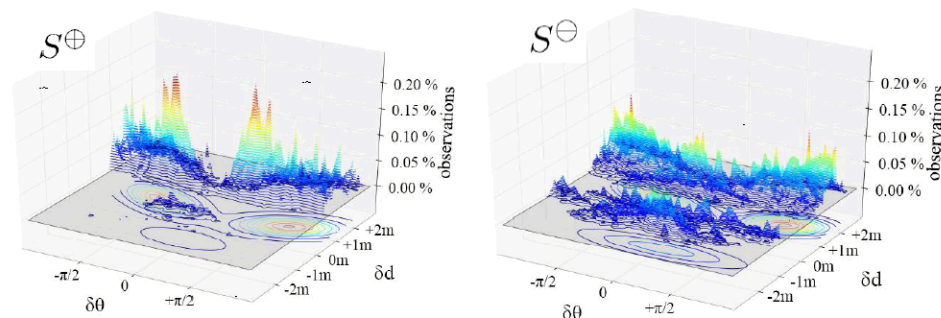 S⊕
0.20 %
0.15 %
0.10 %
0.05 %
0.00 %
observations
+2m
+1m
0m
-1m
-2m
δd
-π/2
0
+π/2
δθ
S⊖
0.20 %
0.15 %
0.10 %
0.05 %
0.00 %
observations
+2m
+1m
0m
-1m
-2m
δd
-π/2
0
+π/2
δθ